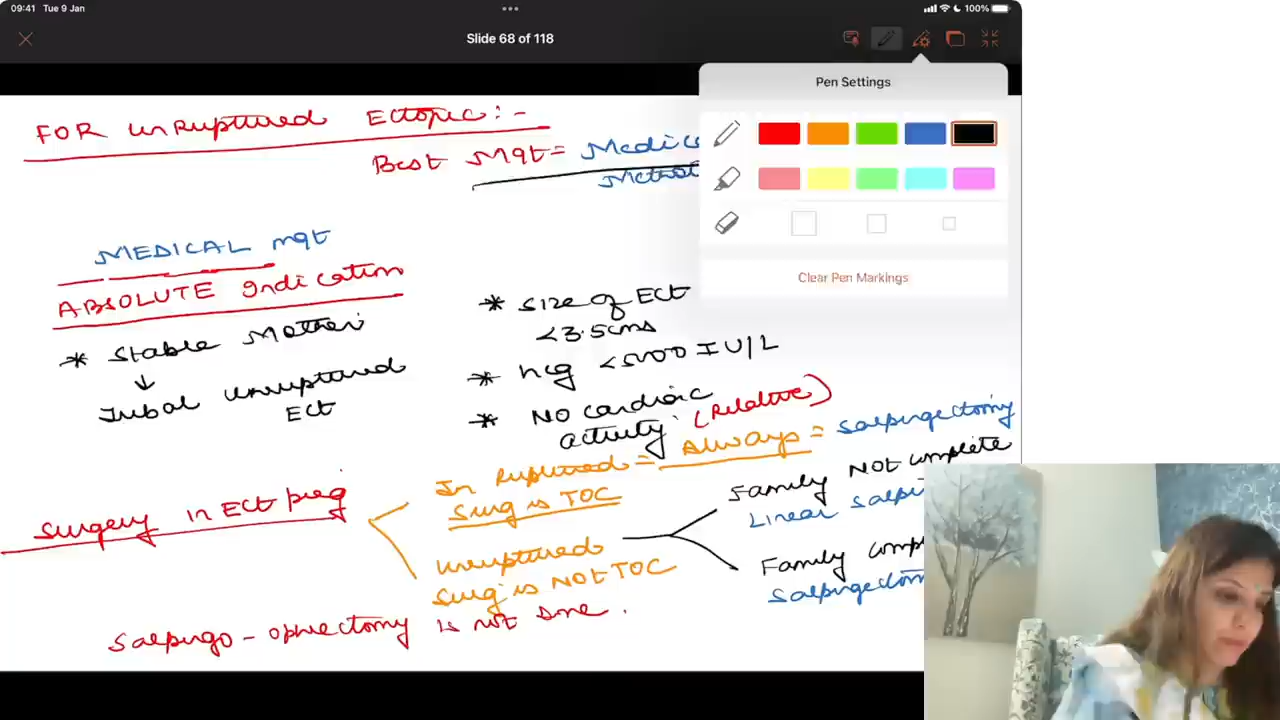 09:41 Tue 9 Jan
100%
Slide 68 of 118
Pen Settings
Clear Pen Markings
FOR unRuptured Ectopic:-
Best Mgt= Medic
MEDICAL mgt
ABSOLUTE Indication
* Stable Mother
↓
Tubal Unruptured
Ect
* Size of ECT
<3.5cms
* hcg <5000 IU/L
* NO cardiac
activity (Relative)
Surgery in ECT preg
In Ruptured = Always = Salpingectomy
Surg is TOC
unruptured
Surg is NOT TOC
Family NOT complete
Linear Salpi
Family compl
Salpingectom
Salpingo-ophrectomy is not done.